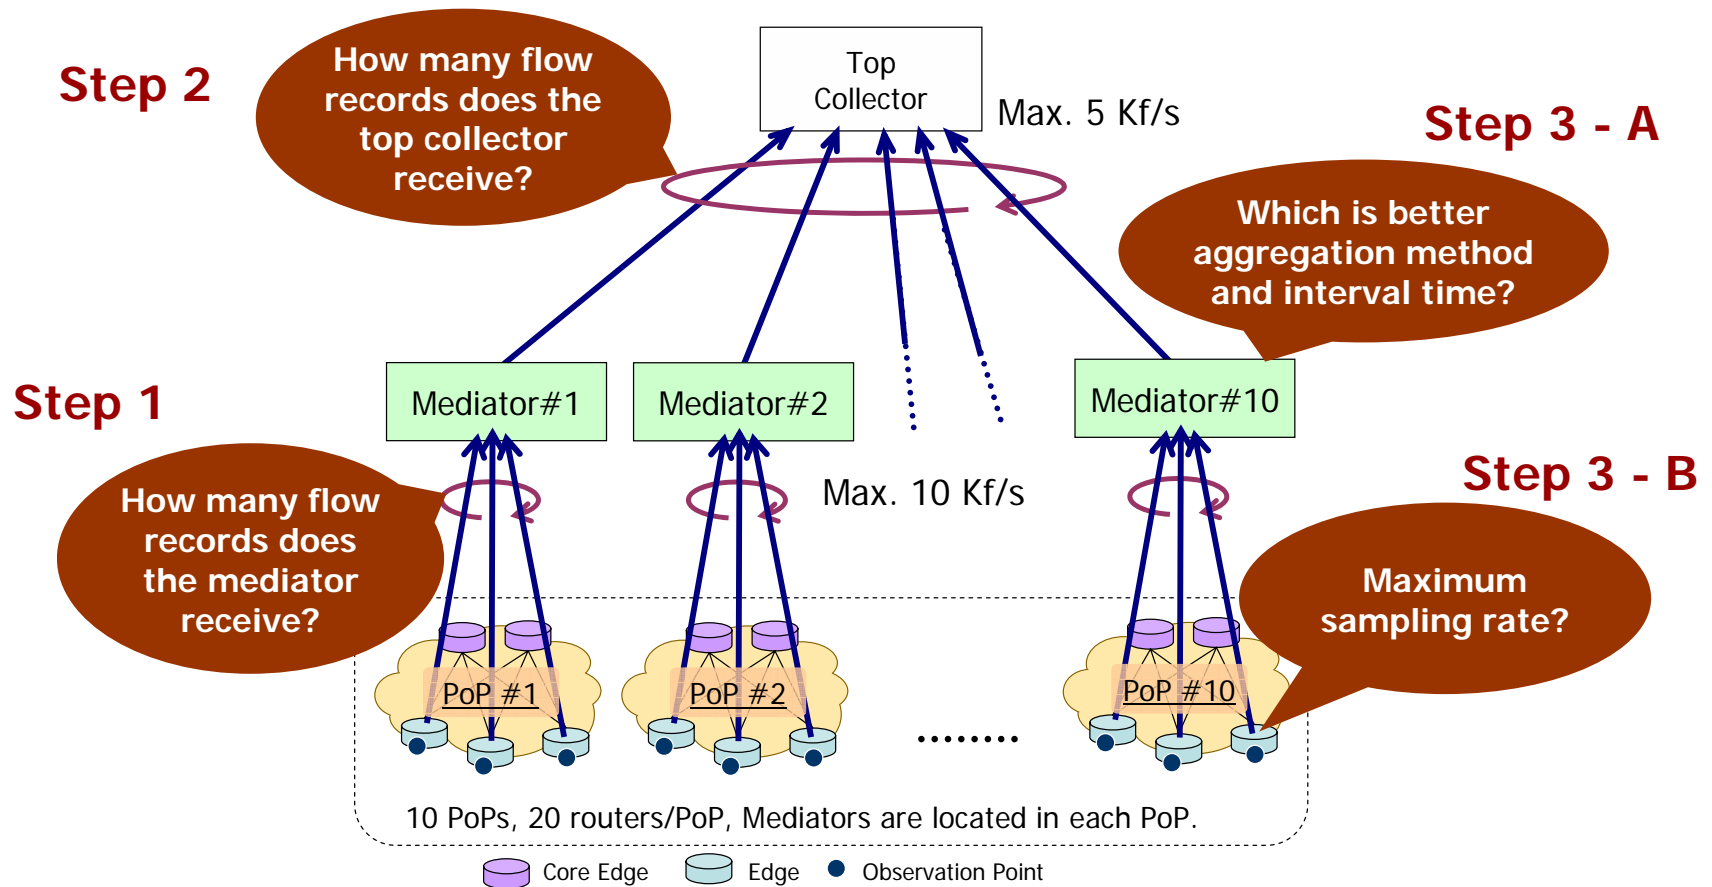 Step 2
How many flow
records does the
top collector
receive?
Top
Collector
Max. 5 Kf/s
Step 3 - A
Which is better
aggregation method
and interval time?
Step 1
Mediator#1
Mediator#2
Mediator#10
How many flow
records does
the mediator
receive?
Max. 10 Kf/s
Step 3 - B
Maximum
sampling rate?
PoP #1
PoP #2
PoP #10
10 PoPs, 20 routers/PoP, Mediators are located in each PoP.
Core Edge
Edge
Observation Point